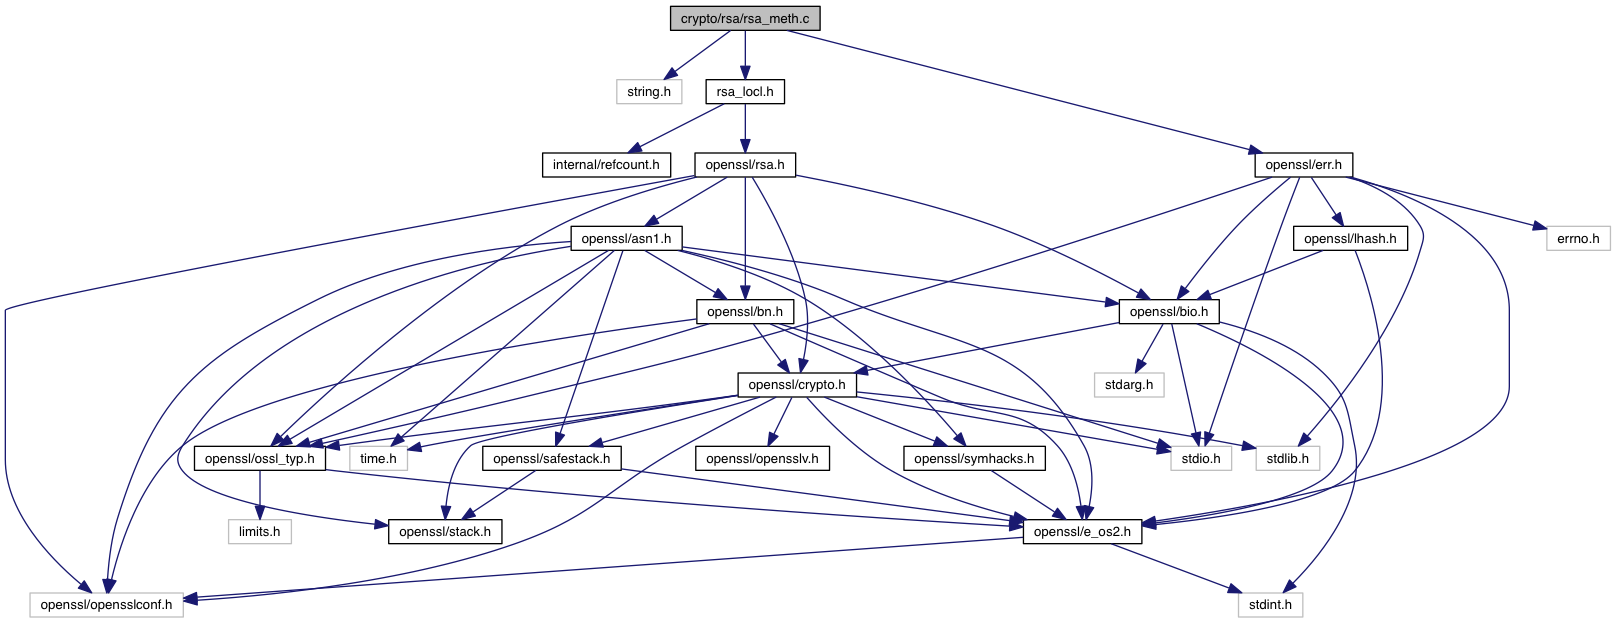 crypto/rsa/rsa_meth.c
string.h
rsa_locl.h
internal/refcount.h
openssl/rsa.h
openssl/err.h
openssl/asn1.h
openssl/lhash.h
errno.h
openssl/bn.h
openssl/bio.h
openssl/crypto.h
stdarg.h
openssl/ossl_typ.h
time.h
openssl/safestack.h
openssl/opensslv.h
openssl/symhacks.h
stdio.h
stdlib.h
limits.h
openssl/stack.h
openssl/e_os2.h
openssl/opensslconf.h
stdint.h